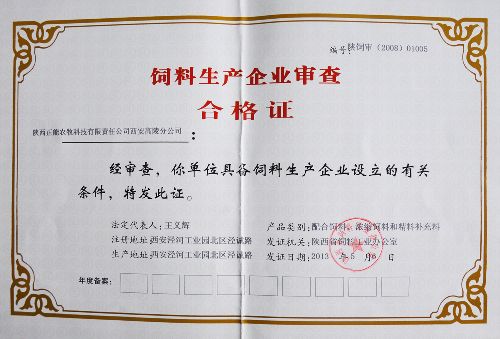 编号:陕饲审 (2008) 01005
饲料生产企业审查
合格证
陕西正能农牧科技有限责任公司西安高陵分公司:
经审查, 你单位具备饲料生产企业设立的有关
条件, 特发此证。
法定代表人: 王义辉
产品类别: 配合饲料、浓缩饲料和精料补充料
注册地址: 西安泾河工业园北区泾诚路
发证机关: 陕西省饲料工业办公室
生产地址: 西安泾河工业园北区泾诚路
发证日期: 2013 年 5 月 6 日
年度备案: